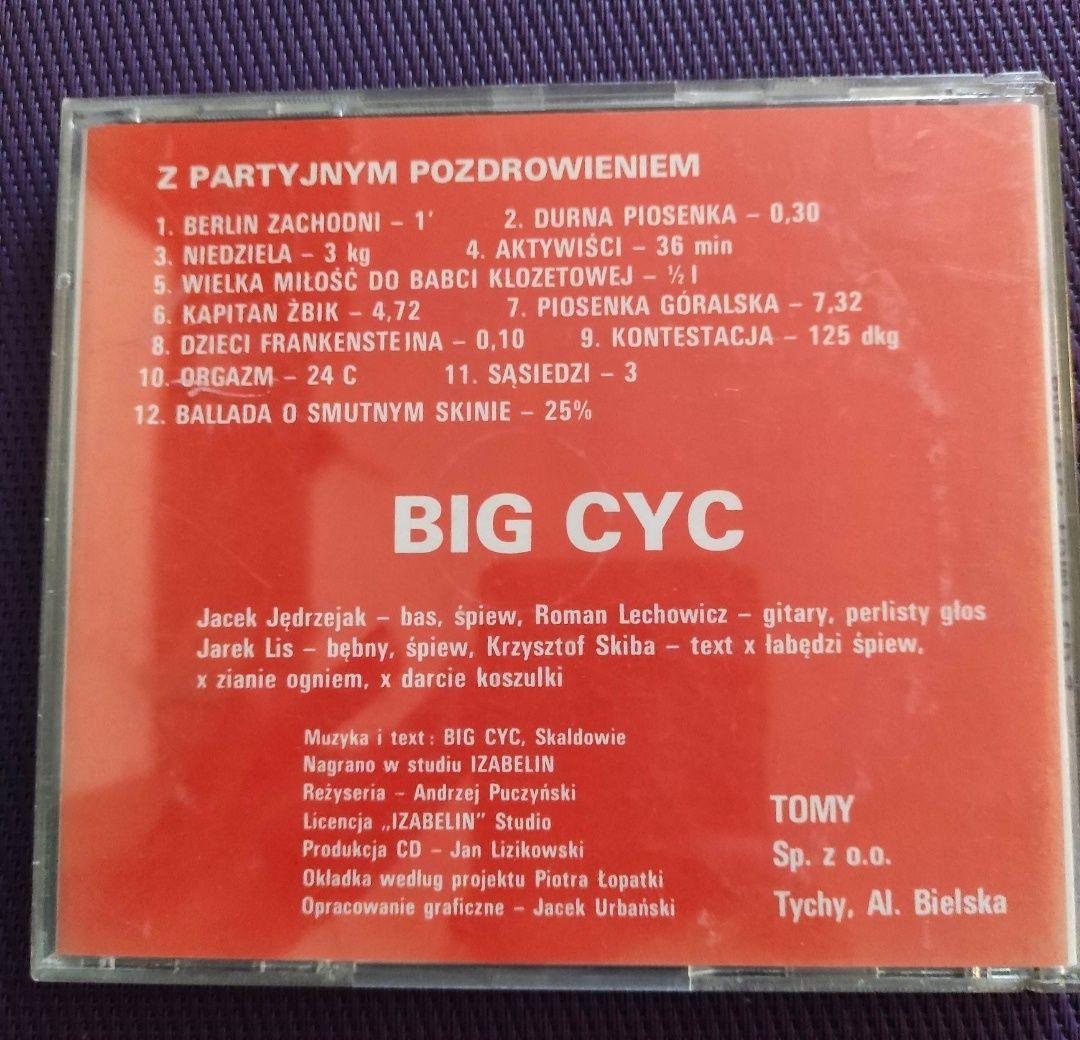 Z PARTYJNYM POZDROWIENIEM
1. BERLIN ZACHODNI – 1' 2. DURNA PIOSENKA – 0,30
3. NIEDZIELA – 3 kg 4. AKTYWIŚCI – 36 min
5. WIELKA MIŁOŚĆ DO BABCI KLOZETOWEJ – ½ l
6. KAPITAN ŻBIK – 4,72 7. PIOSENKA GÓRALSKA – 7,32
8. DZIECI FRANKENSTEINA – 0,10 9. KONTESTACJA – 125 dkg
10. ORGAZM – 24 C 11. SĄSIEDZI – 3
12. BALLADA O SMUTNYM SKINIE – 25%
BIG CYC
Jacek Jędrzejak – bas, śpiew, Roman Lechowicz – gitary, perlisty głos
Jarek Lis – bębny, śpiew, Krzysztof Skiba – text x łabędzi śpiew,
x zianie ogniem, x darcie koszulki
Muzyka i text: BIG CYC, Skaldowie
Nagrano w studiu IZABELIN
Reżyseria – Andrzej Puczyński
Licencja „IZABELIN" Studio
Produkcja CD – Jan Lizikowski
Okładka według projektu Piotra Łopatki
Opracowanie graficzne – Jacek Urbański
TOMY
Sp. z o.o.
Tychy, Al. Bielska